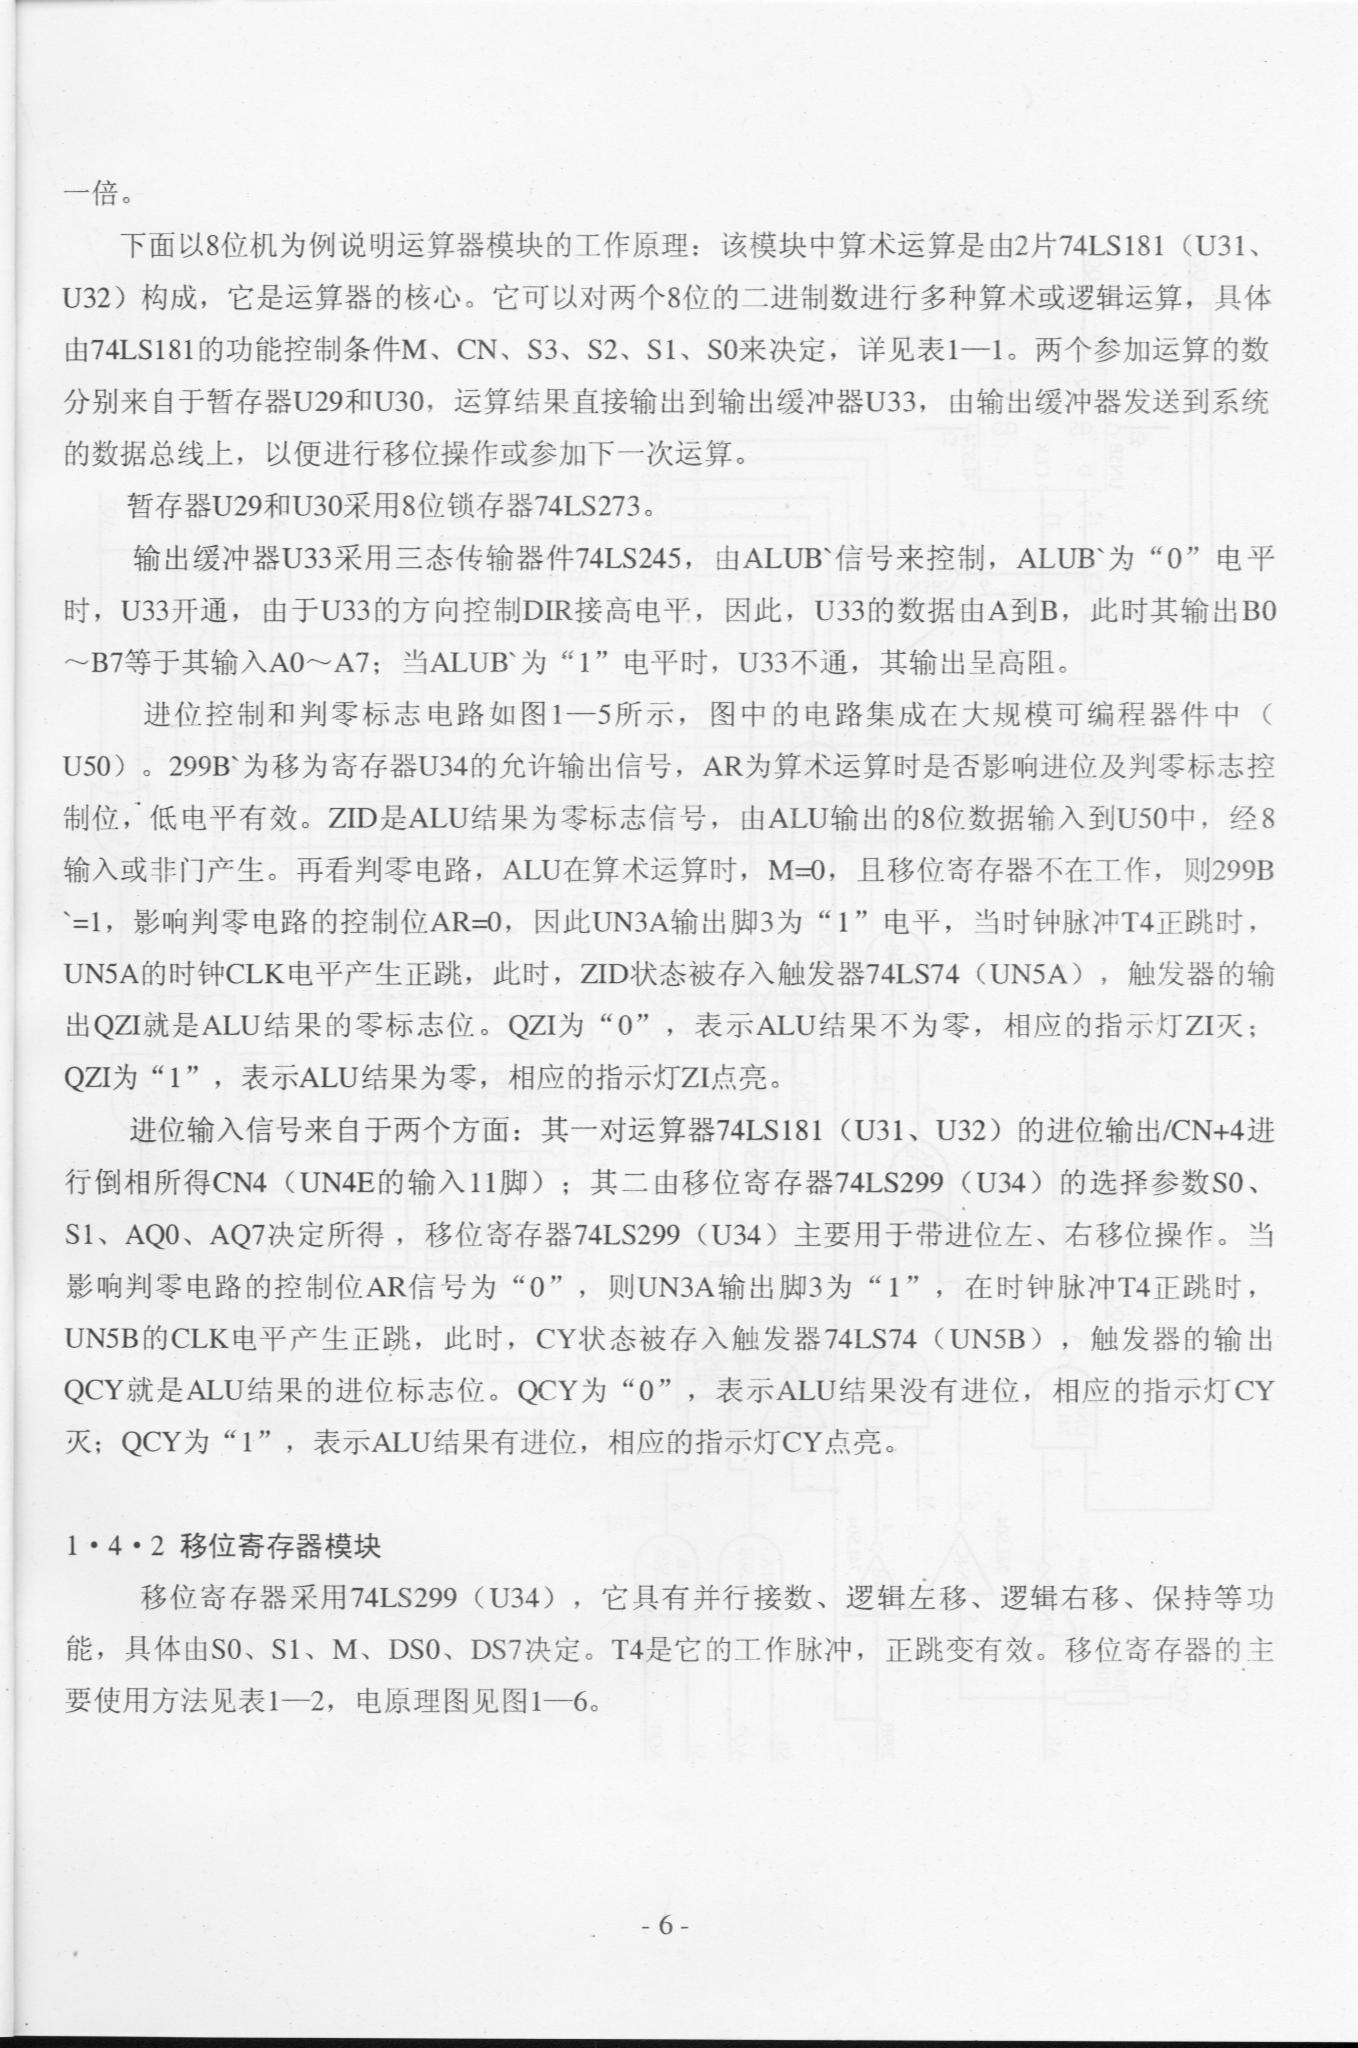 一倍。
下面以8位机为例说明运算器模块的工作原理：该模块中算术运算是由2片74LS181（U31、
U32）构成，它是运算器的核心。它可以对两个8位的二进制数进行多种算术或逻辑运算，具体
由74LS181的功能控制条件M、CN、S3、S2、S1、S0来决定，详见表1—1。两个参加运算的数
分别来自于暂存器U29和U30，运算结果直接输出到输出缓冲器U33，由输出缓冲器发送到系统
的数据总线上，以便进行移位操作或参加下一次运算。
暂存器U29和U30采用8位锁存器74LS273。
输出缓冲器U33采用三态传输器件74LS245，由ALUB`信号来控制，ALUB`为“0”电平
时，U33开通，由于U33的方向控制DIR接高电平，因此，U33的数据由A到B，此时其输出B0
～B7等于其输入A0～A7；当ALUB`为“1”电平时，U33不通，其输出呈高阻。
进位控制和判零标志电路如图1—5所示，图中的电路集成在大规模可编程器件中（
U50）。299B`为移为寄存器U34的允许输出信号，AR为算术运算时是否影响进位及判零标志控
制位，低电平有效。ZID是ALU结果为零标志信号，由ALU输出的8位数据输入到U50中，经8
输入或非门产生。再看判零电路，ALU在算术运算时，M=0，且移位寄存器不在工作，则299B
`=1，影响判零电路的控制位AR=0，因此UN3A输出脚3为“1”电平，当时钟脉冲T4正跳时，
UN5A的时钟CLK电平产生正跳，此时，ZID状态被存入触发器74LS74（UN5A），触发器的输
出QZI就是ALU结果的零标志位。QZI为“0”，表示ALU结果不为零，相应的指示灯ZI灭；
QZI为“1”，表示ALU结果为零，相应的指示灯ZI点亮。
进位输入信号来自于两个方面：其一对运算器74LS181（U31、U32）的进位输出/CN+4进
行倒相所得CN4（UN4E的输入11脚）；其二由移位寄存器74LS299（U34）的选择参数S0、
S1、AQ0、AQ7决定所得，移位寄存器74LS299（U34）主要用于带进位左、右移位操作。当
影响判零电路的控制位AR信号为“0”，则UN3A输出脚3为“1”，在时钟脉冲T4正跳时，
UN5B的CLK电平产生正跳，此时，CY状态被存入触发器74LS74（UN5B），触发器的输出
QCY就是ALU结果的进位标志位。QCY为“0”，表示ALU结果没有进位，相应的指示灯CY
灭；QCY为“1”，表示ALU结果有进位，相应的指示灯CY点亮。
1·4·2 移位寄存器模块
移位寄存器采用74LS299（U34），它具有并行接数、逻辑左移、逻辑右移、保持等功
能，具体由S0、S1、M、DS0、DS7决定。T4是它的工作脉冲，正跳变有效。移位寄存器的主
要使用方法见表1—2，电原理图见图1—6。
- 6 -